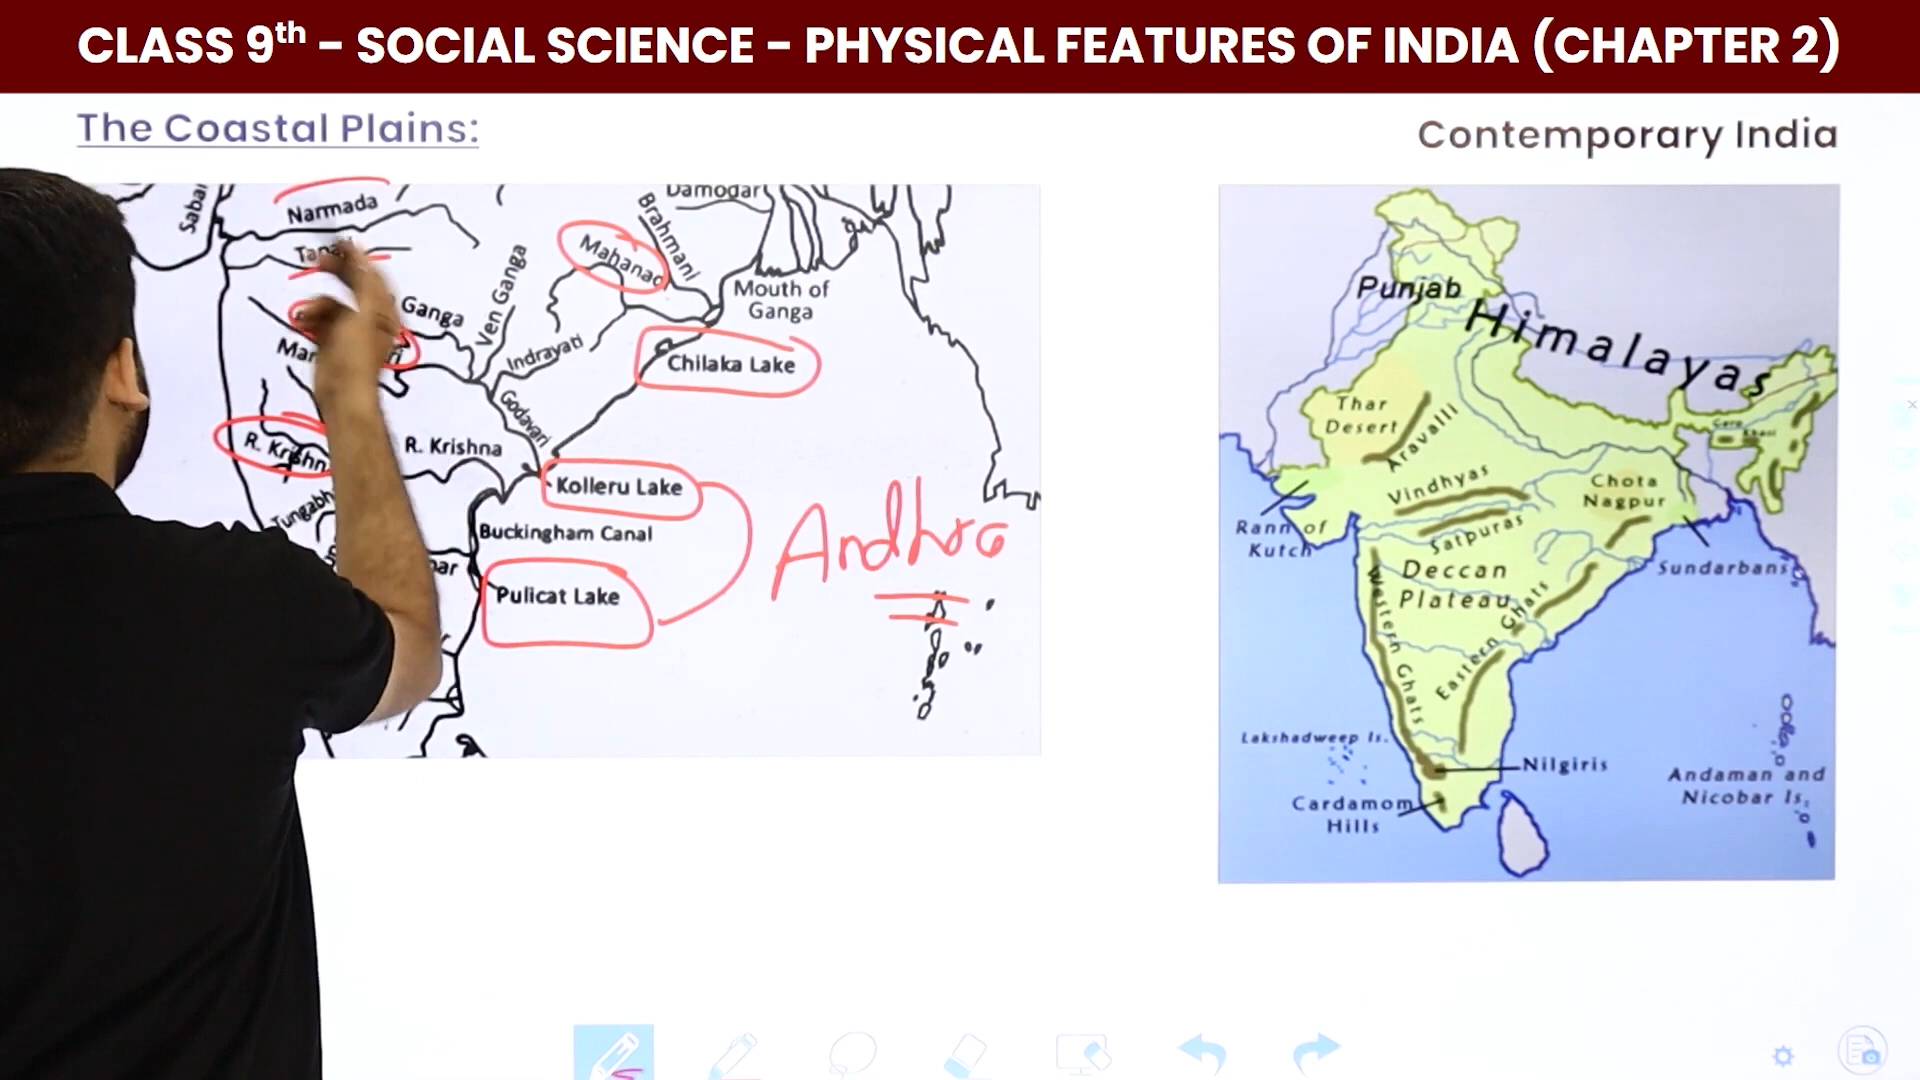 CLASS 9th – SOCIAL SCIENCE – PHYSICAL FEATURES OF INDIA (CHAPTER 2)
The Coastal Plains:
Contemporary India
Narmada
Mahanad
Brahmani
Damodar
Mouth of
Ganga
Ganga
Ven Ganga
Indrayati
Chilaka Lake
Godavari
R. Krishn
R. Krishna
Kolleru Lake
Tungabh
Buckingham Canal
Pulicat Lake
Andhra
Punjab
Himalayas
Thar
Desert
Aravalli
Vindhyas
Satpuras
Chota
Nagpur
Rann of
Kutch
Sundarbans
Deccan
Plateau
Western Ghats
Eastern Ghats
Lakshadweep Is.
Nilgiris
Cardamom
Hills
Andaman and
Nicobar Is.